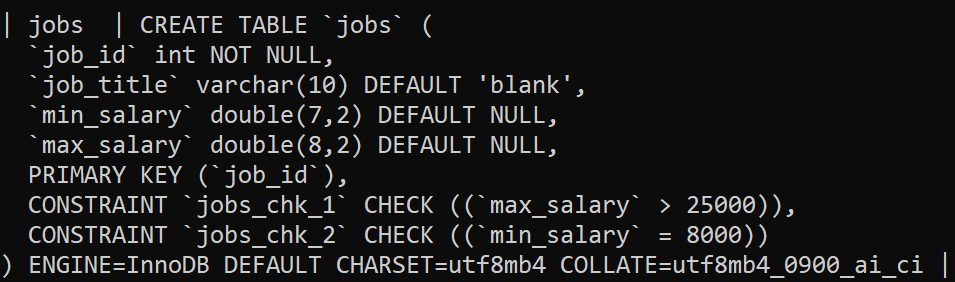 | jobs  | CREATE TABLE `jobs` (
  `job_id` int NOT NULL,
  `job_title` varchar(10) DEFAULT 'blank',
  `min_salary` double(7,2) DEFAULT NULL,
  `max_salary` double(8,2) DEFAULT NULL,
  PRIMARY KEY (`job_id`),
  CONSTRAINT `jobs_chk_1` CHECK ((`max_salary` > 25000)),
  CONSTRAINT `jobs_chk_2` CHECK ((`min_salary` = 8000))
) ENGINE=InnoDB DEFAULT CHARSET=utf8mb4 COLLATE=utf8mb4_0900_ai_ci |